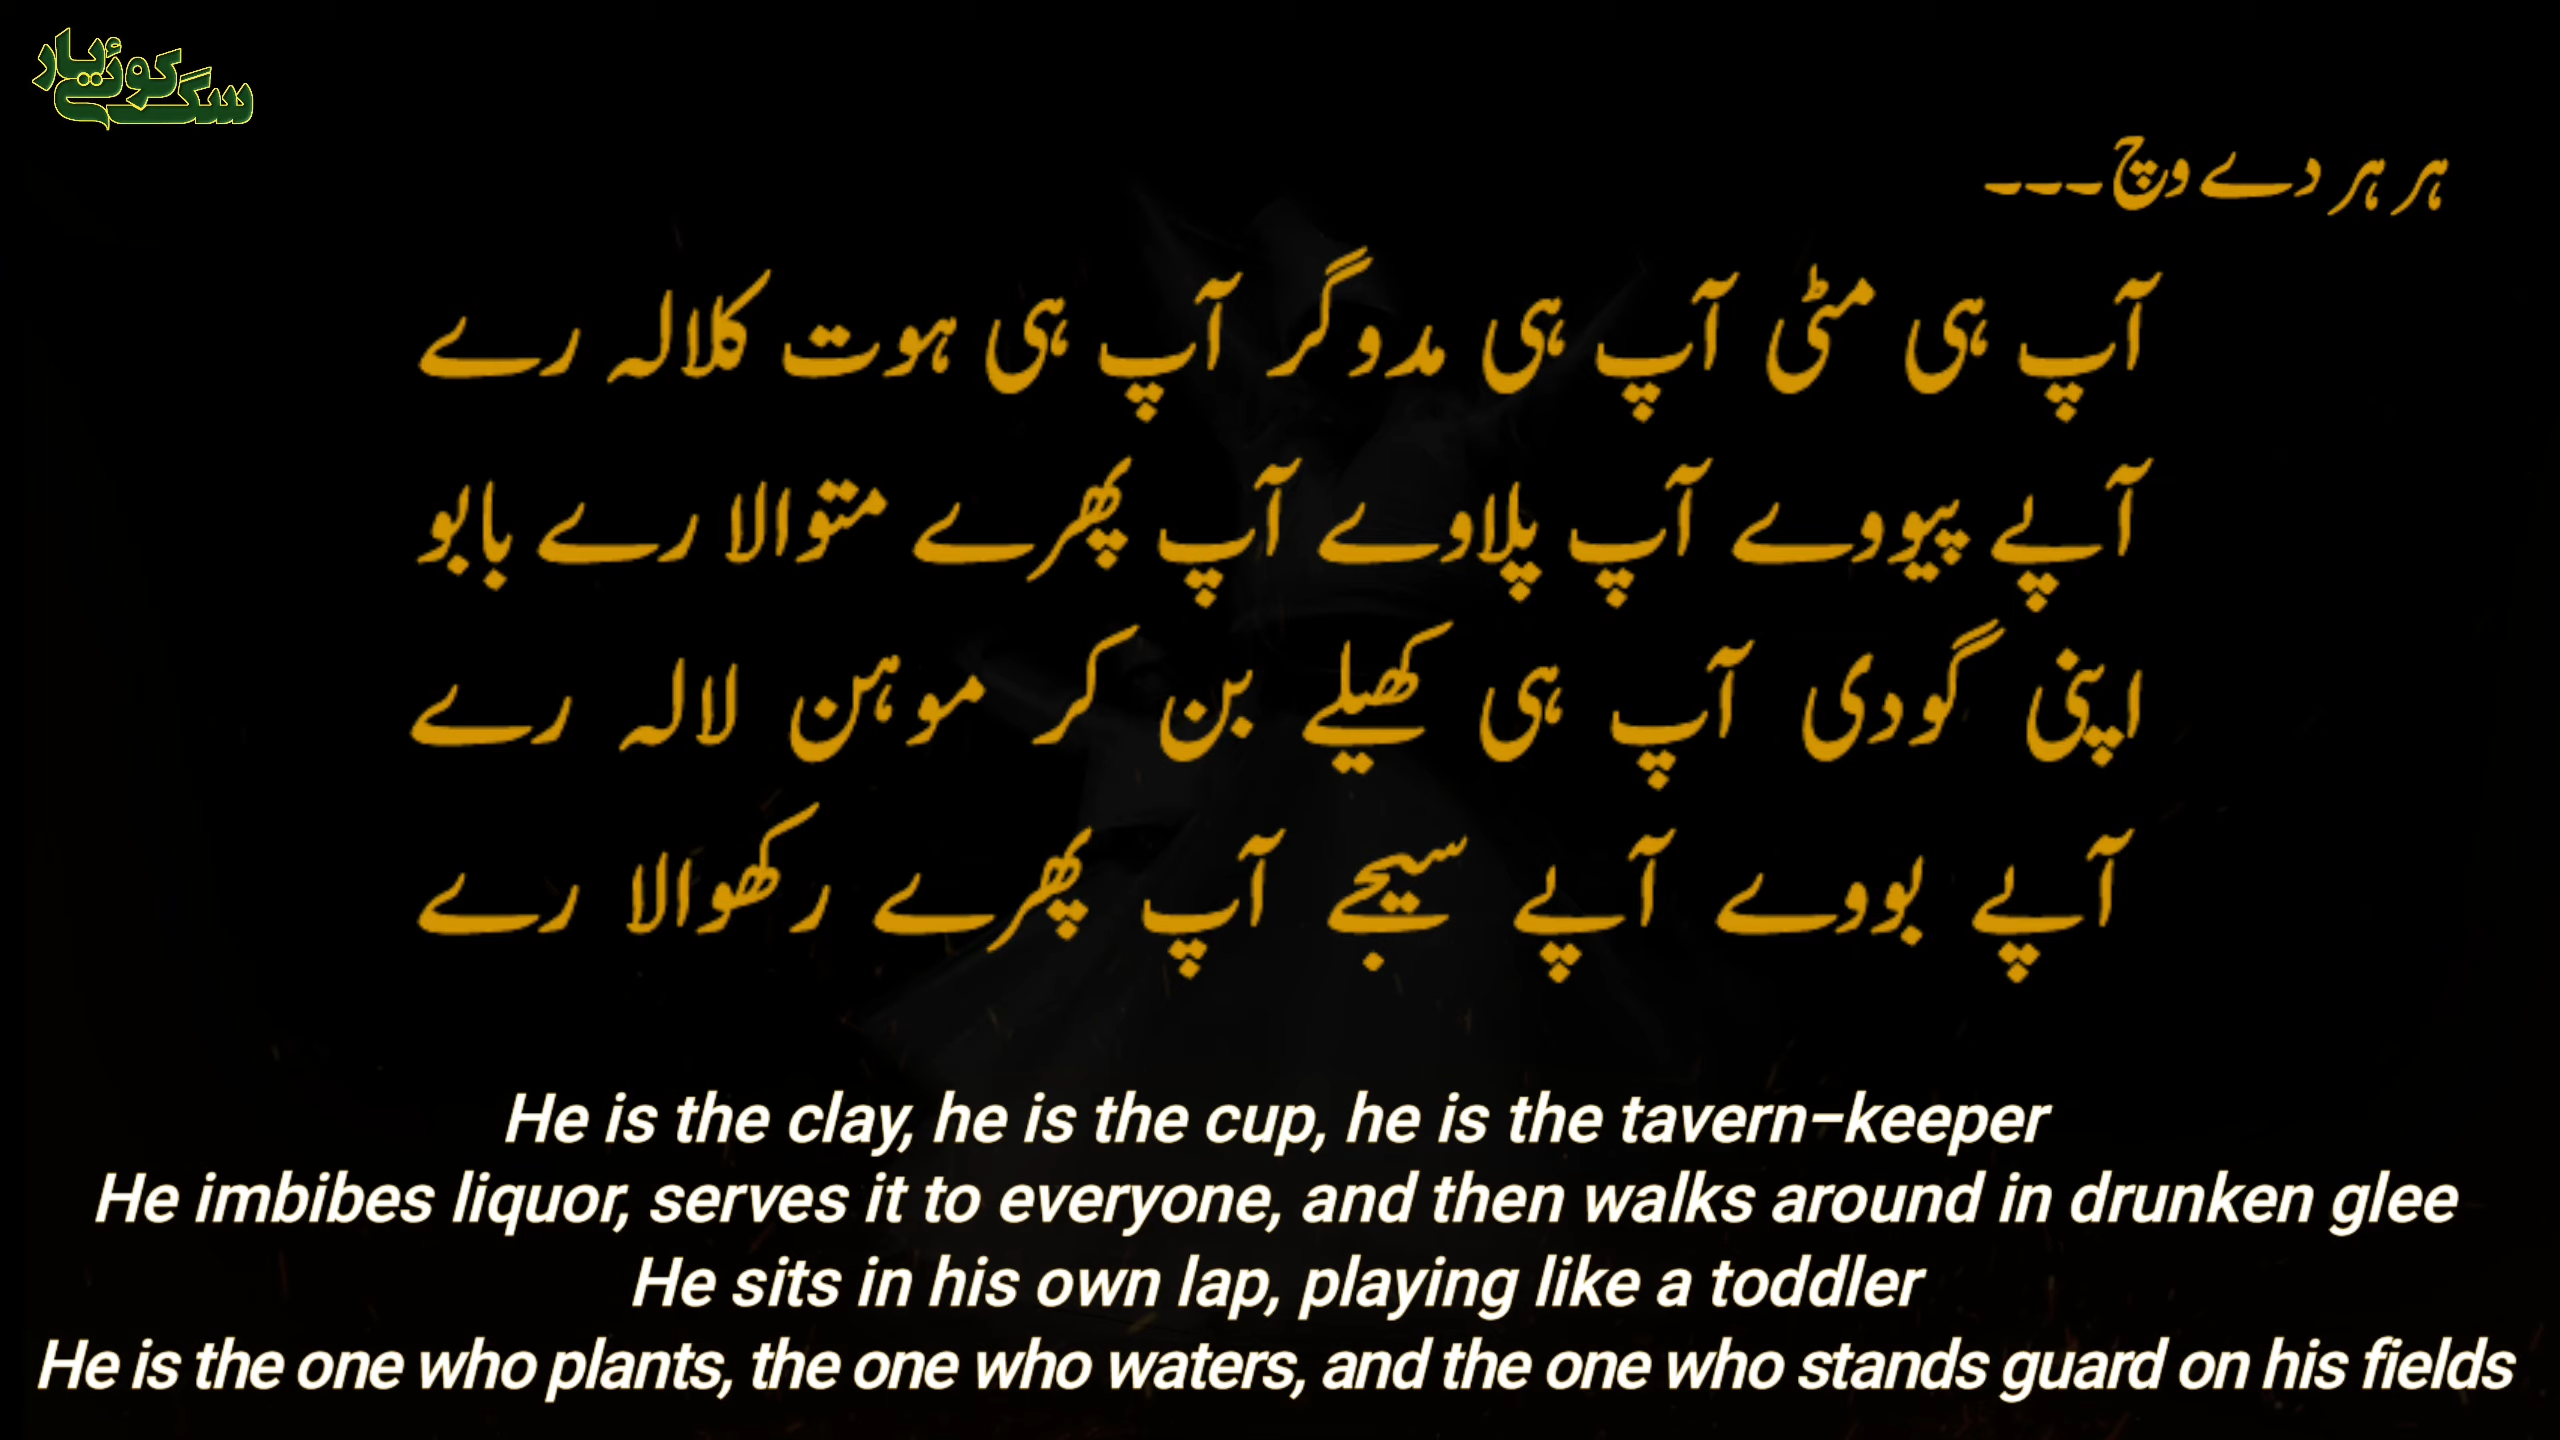 سگ کوئے یار
ہر ہر دے وچ ---
آپ ہی مٹی آپ ہی مدوگر آپ ہی ہوت کلالہ رے
آپے پیووے آپ پلاوے آپ پھرے متوالا رے بابو
اپنی گودی آپ ہی کھیلے بن کر موہن لالہ رے
آپے بووے آپے سیجے آپ پھرے رکھوالا رے
He is the clay, he is the cup, he is the tavern-keeper
He imbibes liquor, serves it to everyone, and then walks around in drunken glee
He sits in his own lap, playing like a toddler
He is the one who plants, the one who waters, and the one who stands guard on his fields